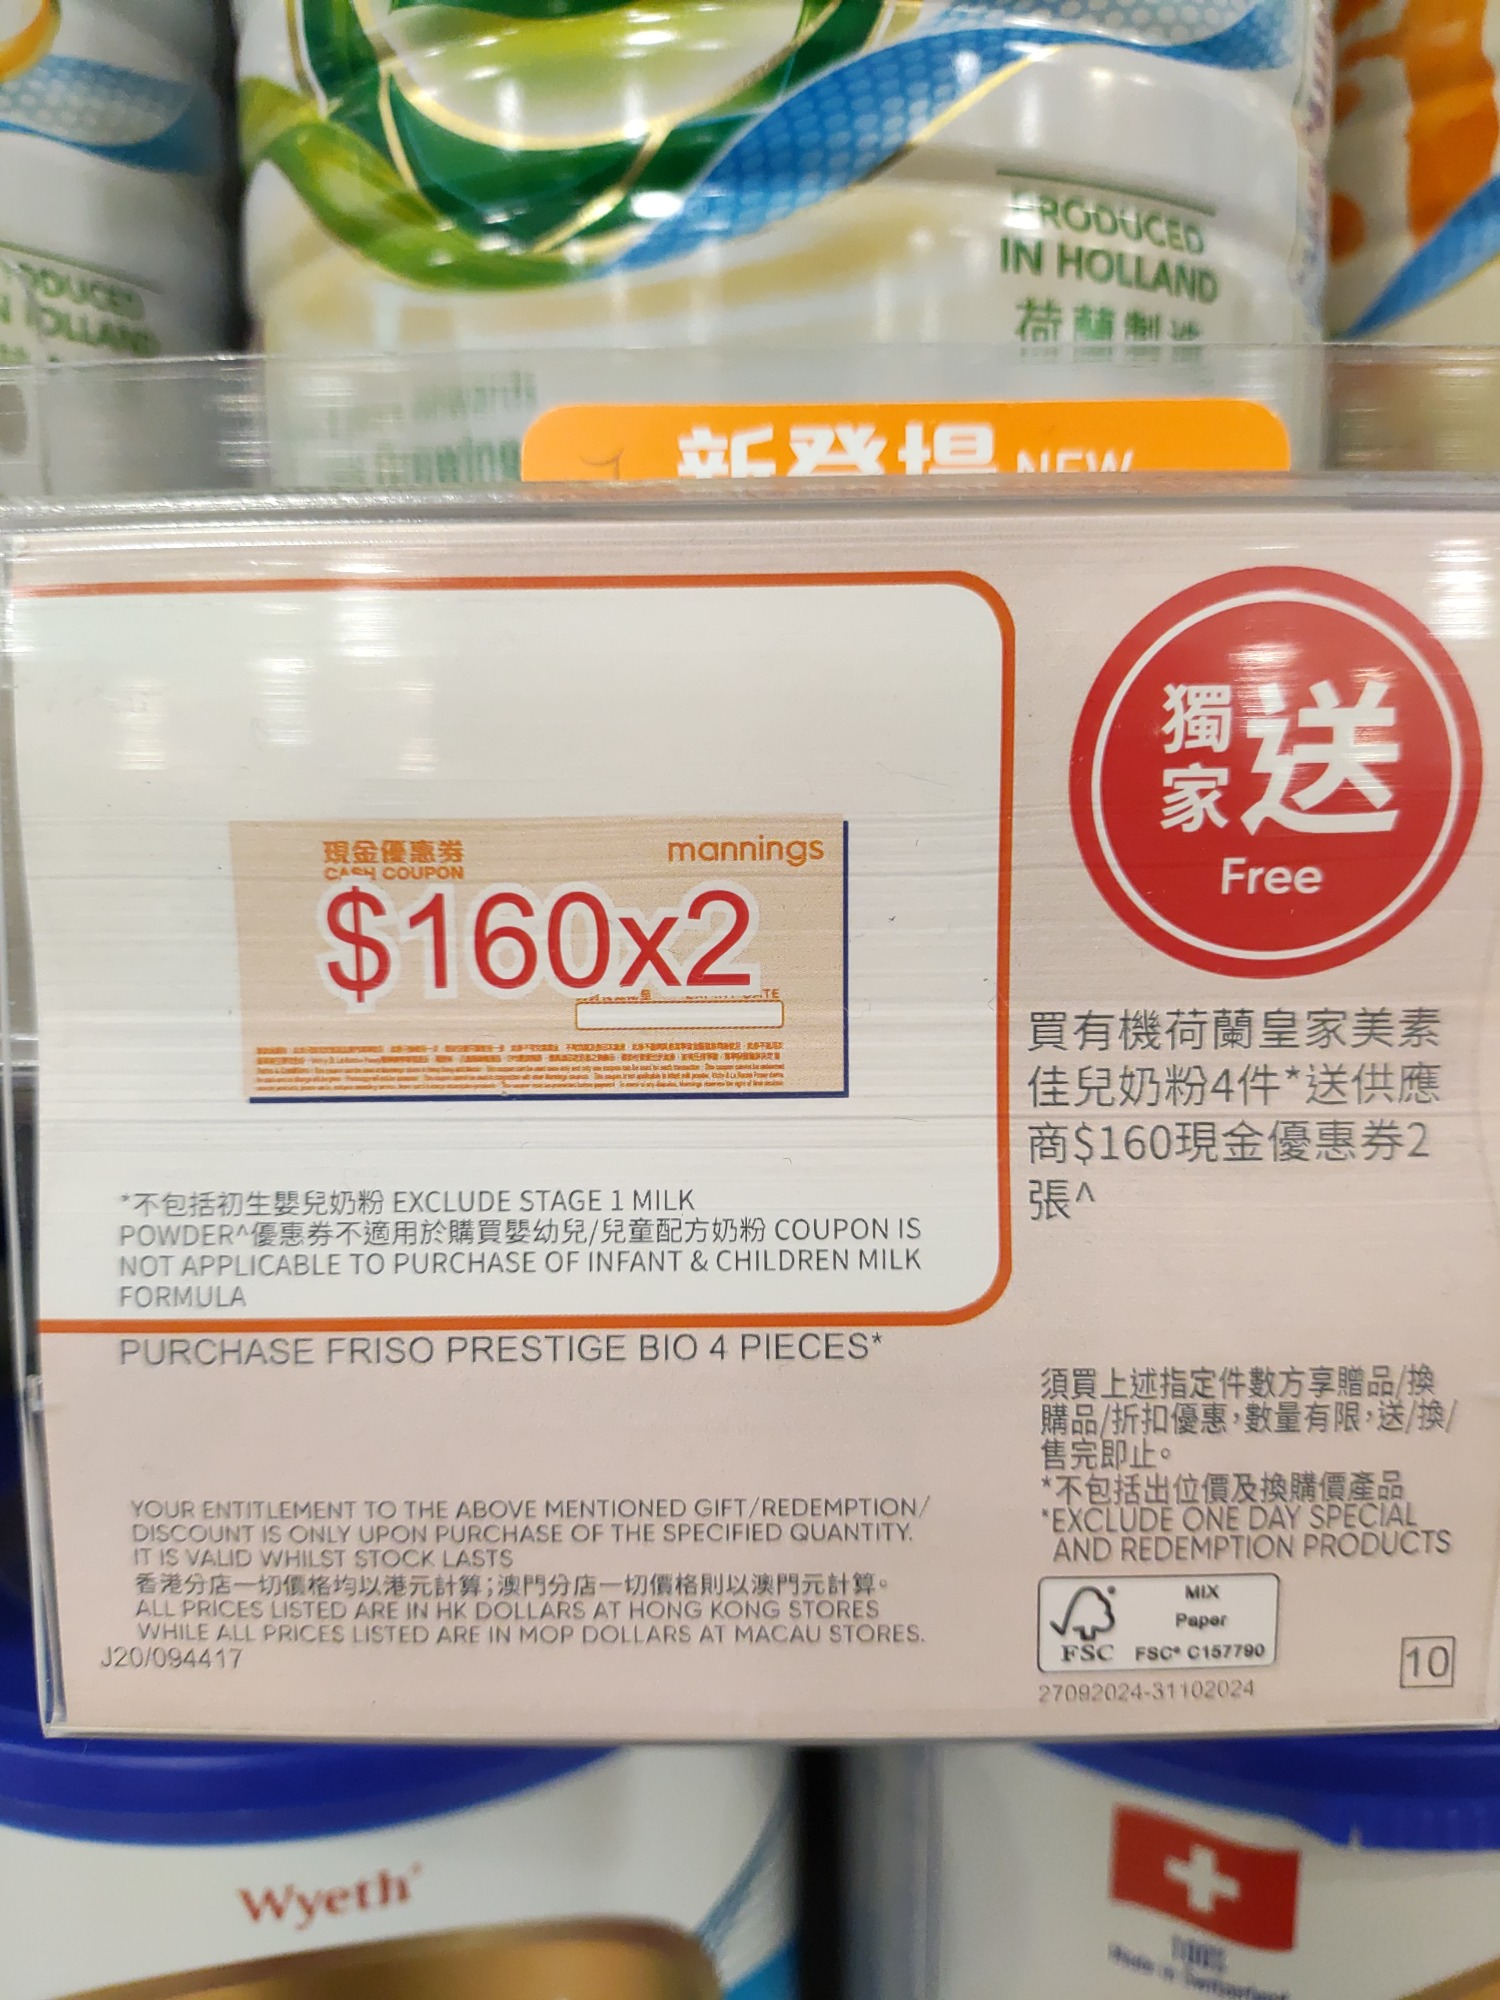 PRODUCED
IN HOLLAND
荷蘭製造
新登場 NEW
現金優惠券
CASH COUPON
mannings
$160x2
獨家
送
Free
買有機荷蘭皇家美素
佳兒奶粉4件*送供應
商$160現金優惠券2
張^
*不包括初生嬰兒奶粉 EXCLUDE STAGE 1 MILK
POWDER^優惠券不適用於購買嬰幼兒/兒童配方奶粉 COUPON IS
NOT APPLICABLE TO PURCHASE OF INFANT & CHILDREN MILK
FORMULA
PURCHASE FRISO PRESTIGE BIO 4 PIECES*
須買上述指定件數方享贈品/換
購品/折扣優惠，數量有限，送/換/
售完即止。
*不包括出位價及換購價產品
*EXCLUDE ONE DAY SPECIAL
AND REDEMPTION PRODUCTS
YOUR ENTITLEMENT TO THE ABOVE MENTIONED GIFT/REDEMPTION/
DISCOUNT IS ONLY UPON PURCHASE OF THE SPECIFIED QUANTITY.
IT IS VALID WHILST STOCK LASTS
香港分店一切價格均以港元計算；澳門分店一切價格則以澳門元計算。
ALL PRICES LISTED ARE IN HK DOLLARS AT HONG KONG STORES
WHILE ALL PRICES LISTED ARE IN MOP DOLLARS AT MACAU STORES.
J20/094417
MIX
Paper
FSC
FSC® C157790
27092024-31102024
10
Wyeth
Made in Switzerland